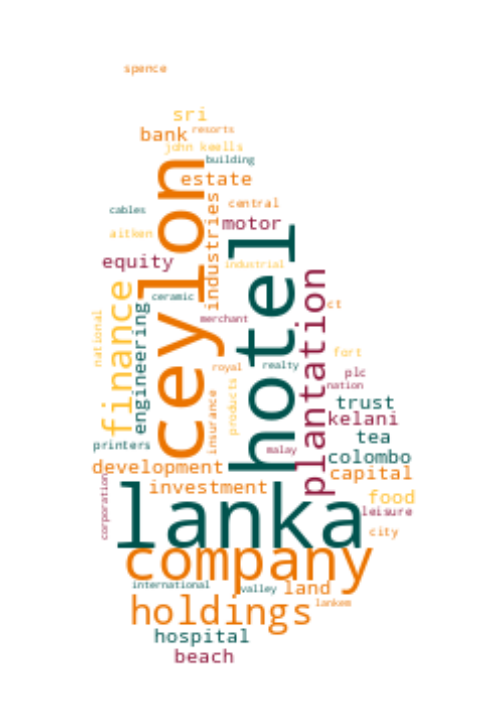 spence
sri
bank
resorts
john keells
building
estate
cables
central
industries
motor
aitken
ceylon
hotel
equity
industrial
plantation
ct
finance
ceramic
engineering
national
merchant
fort
royal
realty
plc
nation
products
insurance
trust
kelani
tea
printers
malay
colombo
development
capital
corporation
investment
food
lanka
leisure
city
company
international
valley
land
holdings
lankem
hospital
beach